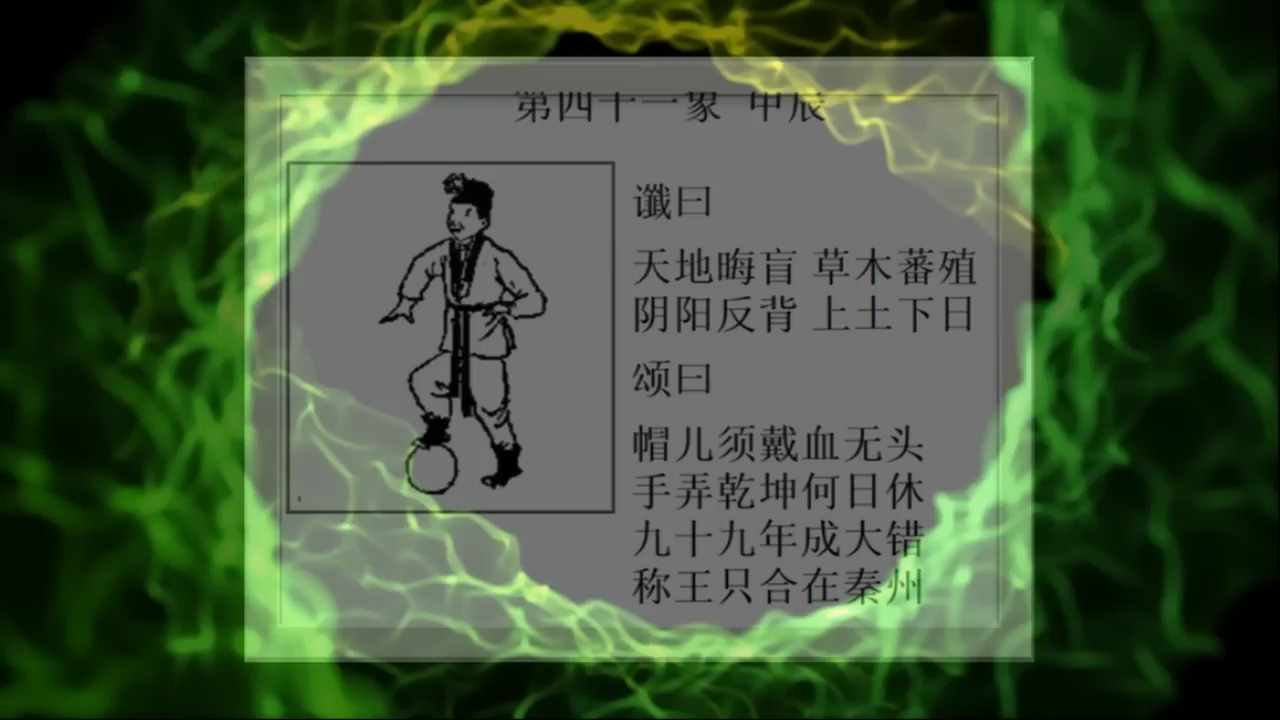 第四十一象 甲辰
谶曰
天地晦盲 草木蕃殖
阴阳反背 上土下日
颂曰
帽儿须戴血无头
手弄乾坤何日休
九十九年成大错
称王只合在秦州